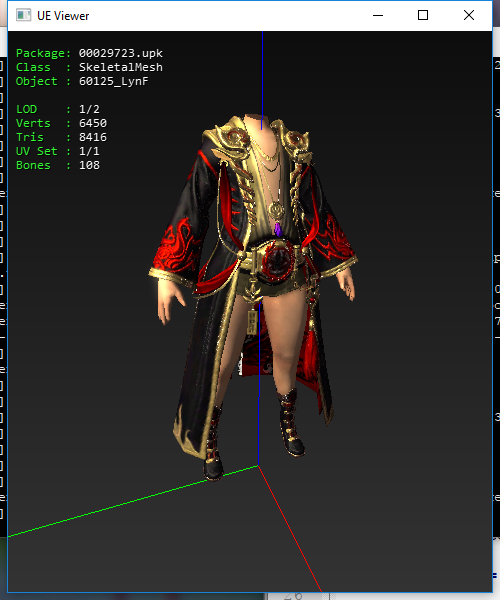 UE Viewer
Package: 00029723.upk
Class : SkeletalMesh
Object : 60125_LynF
LOD : 1/2
Verts : 6450
Tris : 8416
UV Set : 1/1
Bones : 108